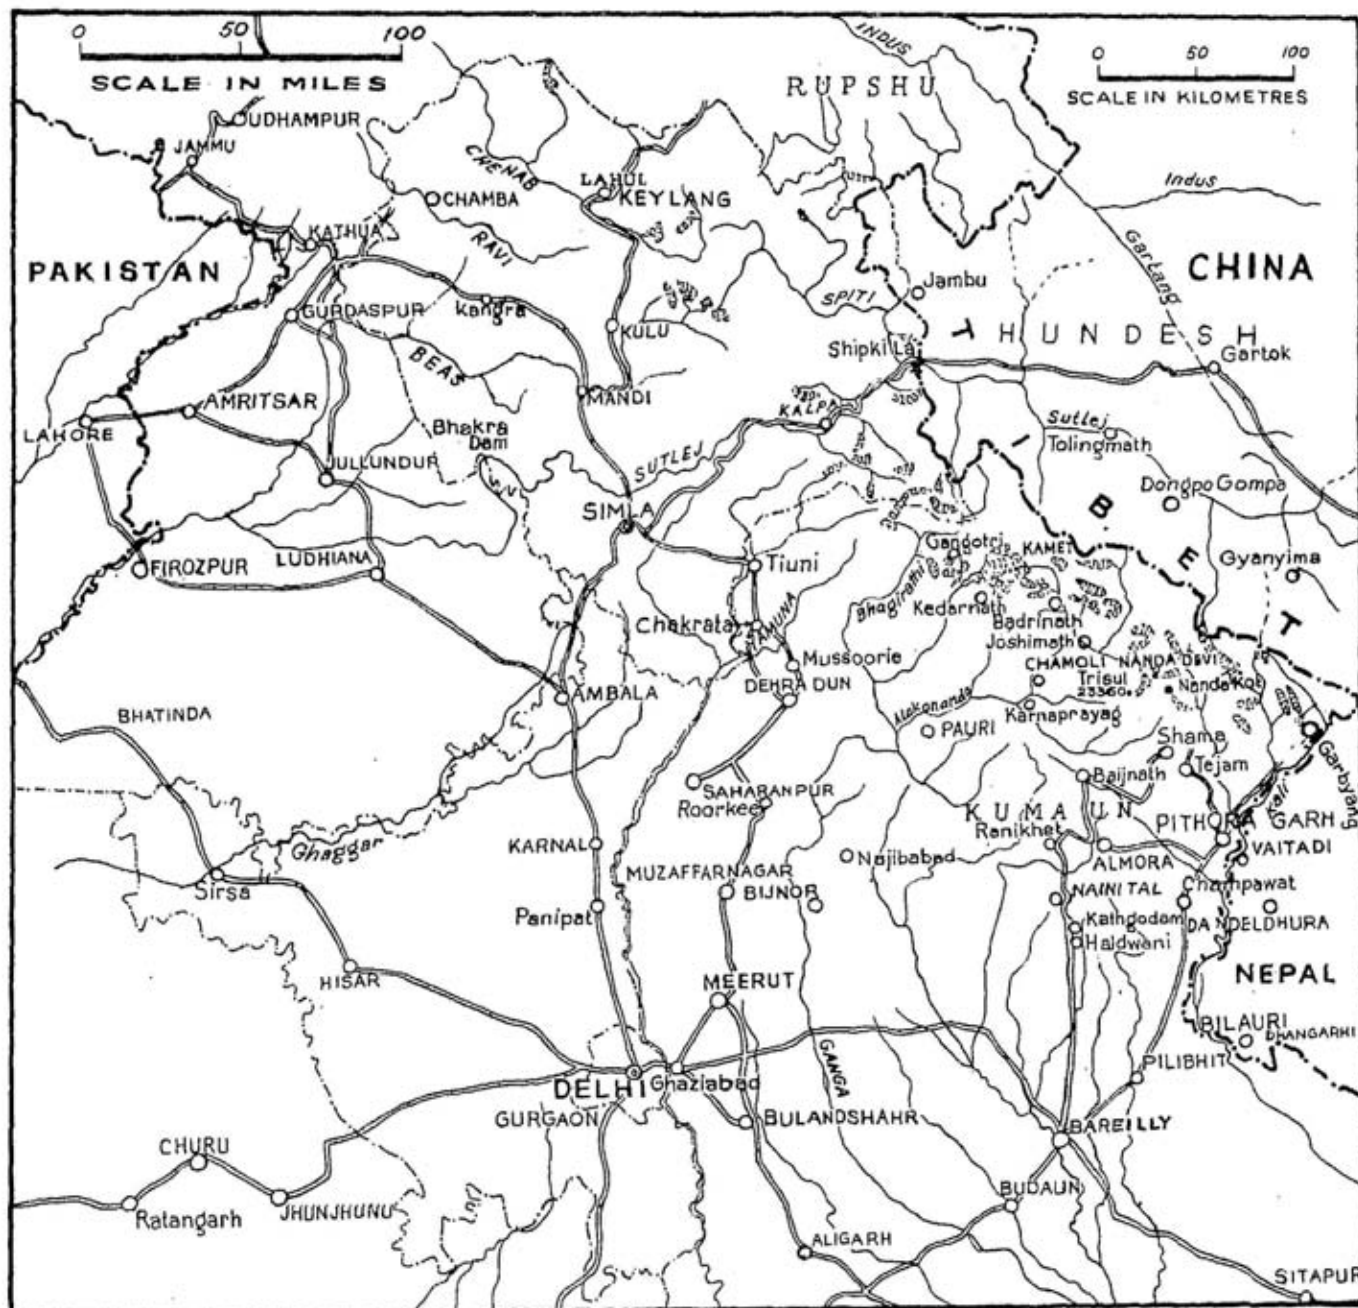 0 50 100
SCALE IN MILES
0 50 100
SCALE IN KILOMETRES
INDUS
RUPSHU
UDHAMPUR
JAMMU
CHENAB
LAHUL
KEYLANG
CHAMBA
Indus
RAVI
KATHUA
PAKISTAN
Gartang
CHINA
Jambu
SPITI
GURDASPUR
Kangra
KULU
THUNDESH
BEAS
Shipki La
Gartok
MANDI
AMRITSAR
KALPA
LAHORE
Bhakra
Dam
Sutlej
Tolingmath
JULLUNDUR
SUTLEJ
TIBET
Dongpo Gompa
SIMLA
FIROZPUR
LUDHIANA
Tiuni
Gangotri
KAMET
Gyanyima
Bhagirathi
Kedarnath
Badrinath
Chakrata
YAMUNA
Joshimath
Mussoorie
CHAMOLI
NANDA DEVI
DEHRA DUN
Trisul
23360
Nanda Kot
AMBALA
Alakananda
Karnaprayag
BHATINDA
PAURI
Shama
Garbyang
Baijnath
Tejam
SAHARANPUR
Roorkee
Kali
KUMAUN
PITHORA GARH
Ghaggar
KARNAL
Ranikhet
Najibabad
ALMORA
VAITADI
Sirsa
MUZAFFARNAGAR
BIJNOR
NAINITAL
Champawat
Panipat
Kathgodam
DANDELDHURA
Haldwani
HISAR
MEERUT
NEPAL
BILAURI
DHANGARHI
GANGA
PILIBHIT
DELHI
Ghaziabad
GURGAON
BULANDSHAHR
BAREILLY
CHURU
BUDAUN
Ratangarh
JHUNJHUNU
ALIGARH
SITAPUR